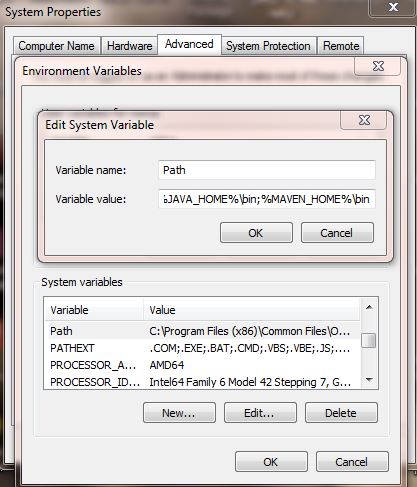 System Properties
Computer Name Hardware Advanced System Protection Remote
Environment Variables
Edit System Variable
Variable name: Path
Variable value: %JAVA_HOME%\bin;%MAVEN_HOME%\bin
OK Cancel
System variables
Variable Value
Path C:\Program Files (x86)\Common Files\O...
PATHEXT .COM;.EXE;.BAT;.CMD;.VBS;.VBE;.JS;....
PROCESSOR_A... AMD64
PROCESSOR_ID... Intel64 Family 6 Model 42 Stepping 7, G...
New... Edit... Delete
OK Cancel